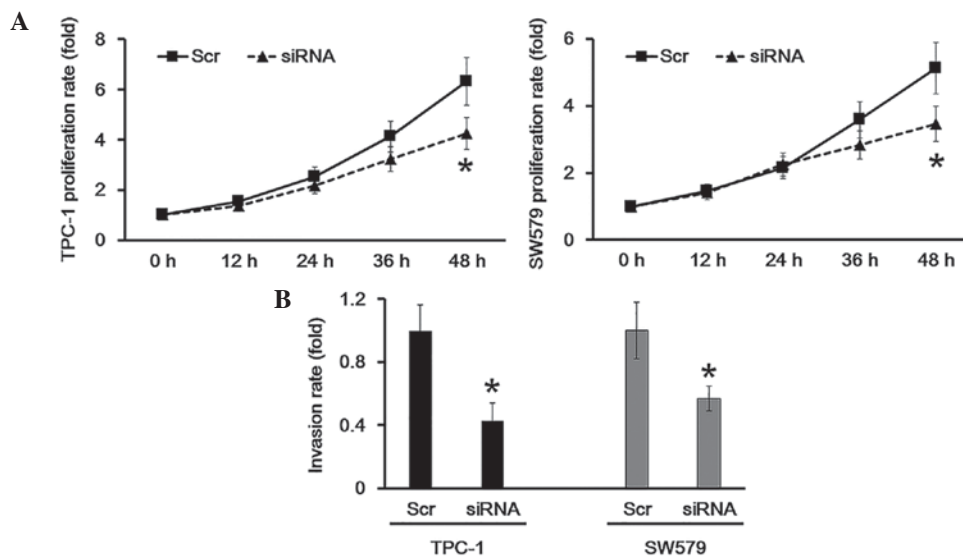 A
TPC-1 proliferation rate (fold)
8
6
4
2
0
Scr
siRNA
*
0 h 12 h 24 h 36 h 48 h
SW579 proliferation rate (fold)
6
4
2
0
Scr
siRNA
*
0 h 12 h 24 h 36 h 48 h
B
Invasion rate (fold)
1.2
0.8
0.4
0
* *
Scr siRNA Scr siRNA
TPC-1 SW579